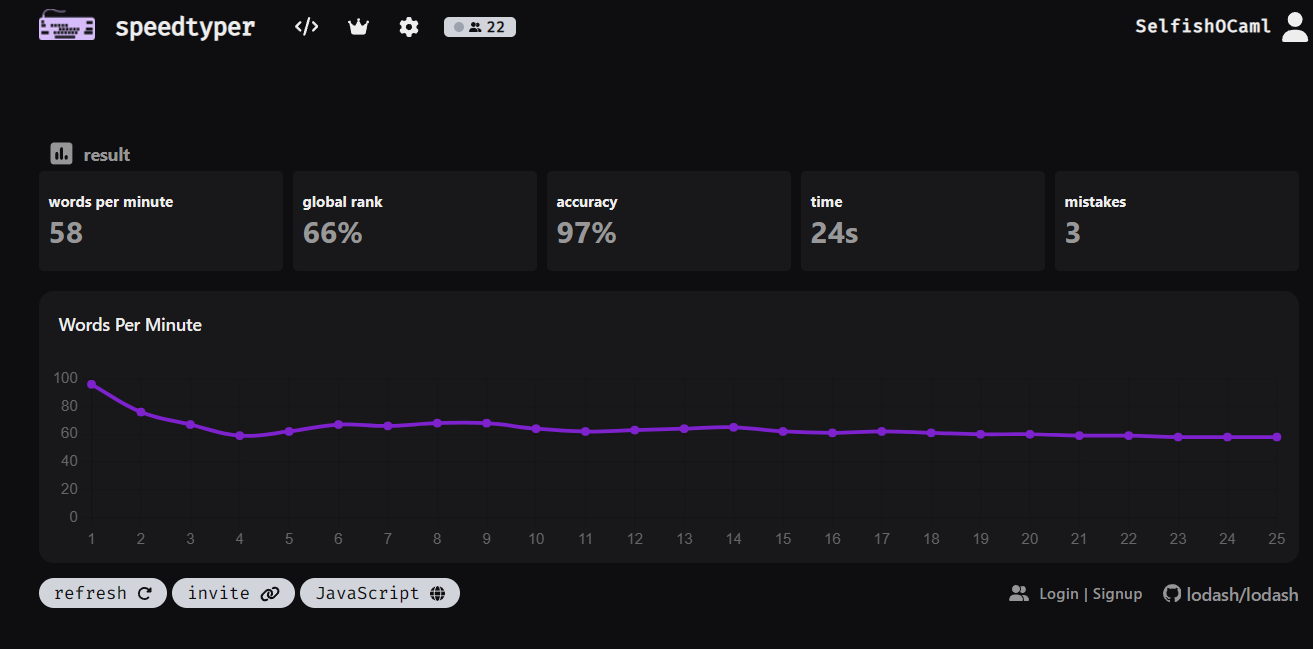 speedtyper 22 SelfishOCaml
result
words per minute global rank accuracy time mistakes
58 66% 97% 24s 3
Words Per Minute
100
80
60
40
20
0
1 2 3 4 5 6 7 8 9 10 11 12 13 14 15 16 17 18 19 20 21 22 23 24 25
refresh invite JavaScript Login | Signup lodash/lodash